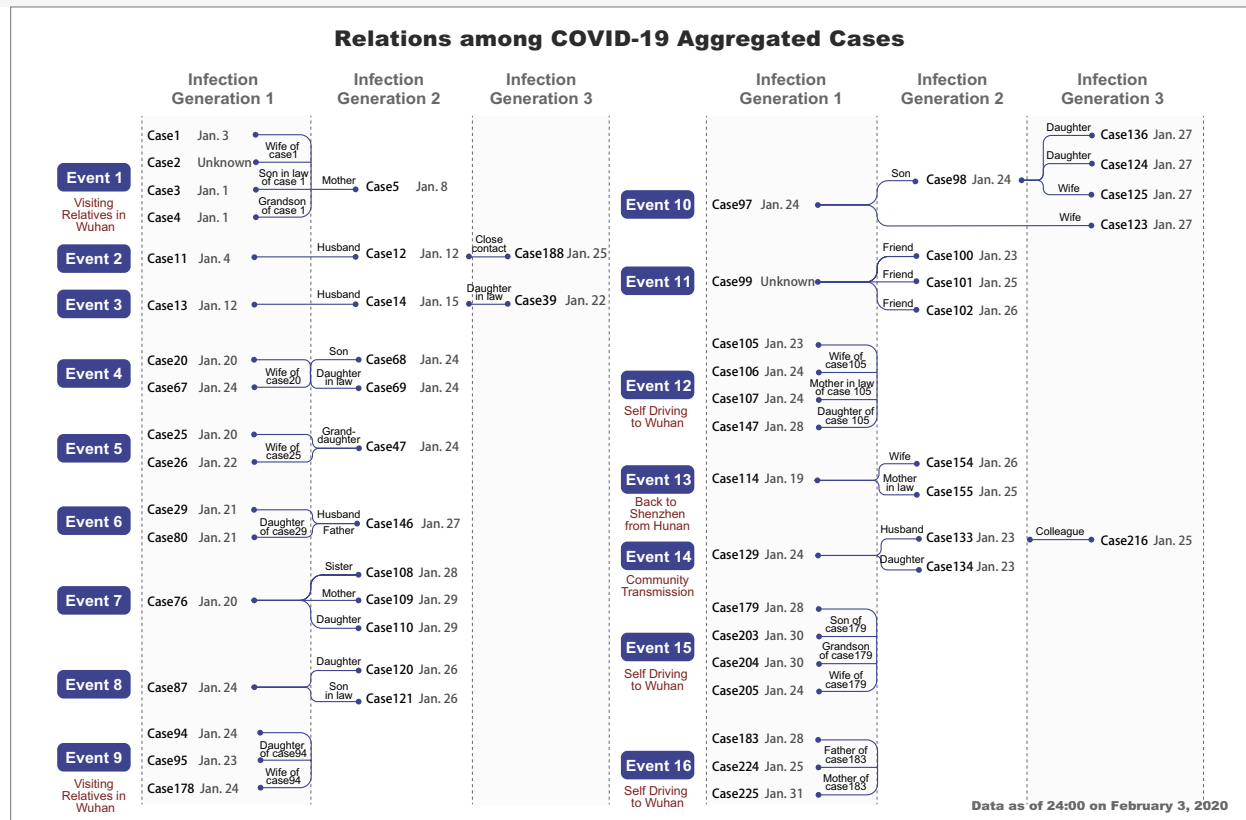 Relations among COVID-19 Aggregated Cases
Infection
Generation 1
Infection
Generation 2
Infection
Generation 3
Event 1
Visiting
Relatives in
Wuhan
Case1 Jan. 3
Wife of
case1
Case2 Unknown
Son in law
of case 1
Case3 Jan. 1
Grandson
of case 1
Case4 Jan. 1
Mother
Case5 Jan. 8
Event 2
Case11 Jan. 4
Husband
Case12 Jan. 12
Close
contact
Case188 Jan. 25
Event 3
Case13 Jan. 12
Husband
Case14 Jan. 15
Daughter
in law
Case39 Jan. 22
Event 4
Case20 Jan. 20
Wife of
case20
Case67 Jan. 24
Son
Case68 Jan. 24
Daughter
in law
Case69 Jan. 24
Event 5
Case25 Jan. 20
Wife of
case25
Case26 Jan. 22
Grand-
daughter
Case47 Jan. 24
Event 6
Case29 Jan. 21
Daughter
of case29
Case80 Jan. 21
Husband
Father
Case146 Jan. 27
Event 7
Case76 Jan. 20
Sister
Case108 Jan. 28
Mother
Case109 Jan. 29
Daughter
Case110 Jan. 29
Event 8
Case87 Jan. 24
Daughter
Case120 Jan. 26
Son
in law
Case121 Jan. 26
Event 9
Visiting
Relatives in
Wuhan
Case94 Jan. 24
Daughter
of case94
Case95 Jan. 23
Wife of
case94
Case178 Jan. 24
Infection
Generation 1
Infection
Generation 2
Infection
Generation 3
Event 10
Case97 Jan. 24
Son
Case98 Jan. 24
Daughter
Case136 Jan. 27
Daughter
Case124 Jan. 27
Wife
Case125 Jan. 27
Wife
Case123 Jan. 27
Event 11
Case99 Unknown
Friend
Case100 Jan. 23
Friend
Case101 Jan. 25
Friend
Case102 Jan. 26
Event 12
Self Driving
to Wuhan
Case105 Jan. 23
Wife of
case105
Case106 Jan. 24
Mother in law
of case 105
Case107 Jan. 24
Daughter of
case 105
Case147 Jan. 28
Event 13
Back to
Shenzhen
from Hunan
Case114 Jan. 19
Wife
Case154 Jan. 26
Mother
in law
Case155 Jan. 25
Event 14
Community
Transmission
Case129 Jan. 24
Husband
Case133 Jan. 23
Daughter
Case134 Jan. 23
Colleague
Case216 Jan. 25
Event 15
Self Driving
to Wuhan
Case179 Jan. 28
Son of
case179
Case203 Jan. 30
Grandson
of case179
Case204 Jan. 30
Wife of
case179
Case205 Jan. 24
Event 16
Self Driving
to Wuhan
Case183 Jan. 28
Father of
case183
Case224 Jan. 25
Mother of
case183
Case225 Jan. 31
Data as of 24:00 on February 3, 2020